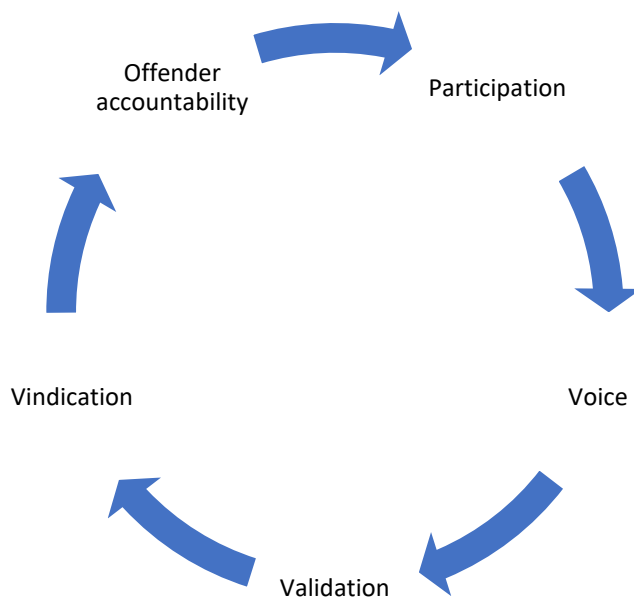 Offender
accountability
Participation
Voice
Validation
Vindication